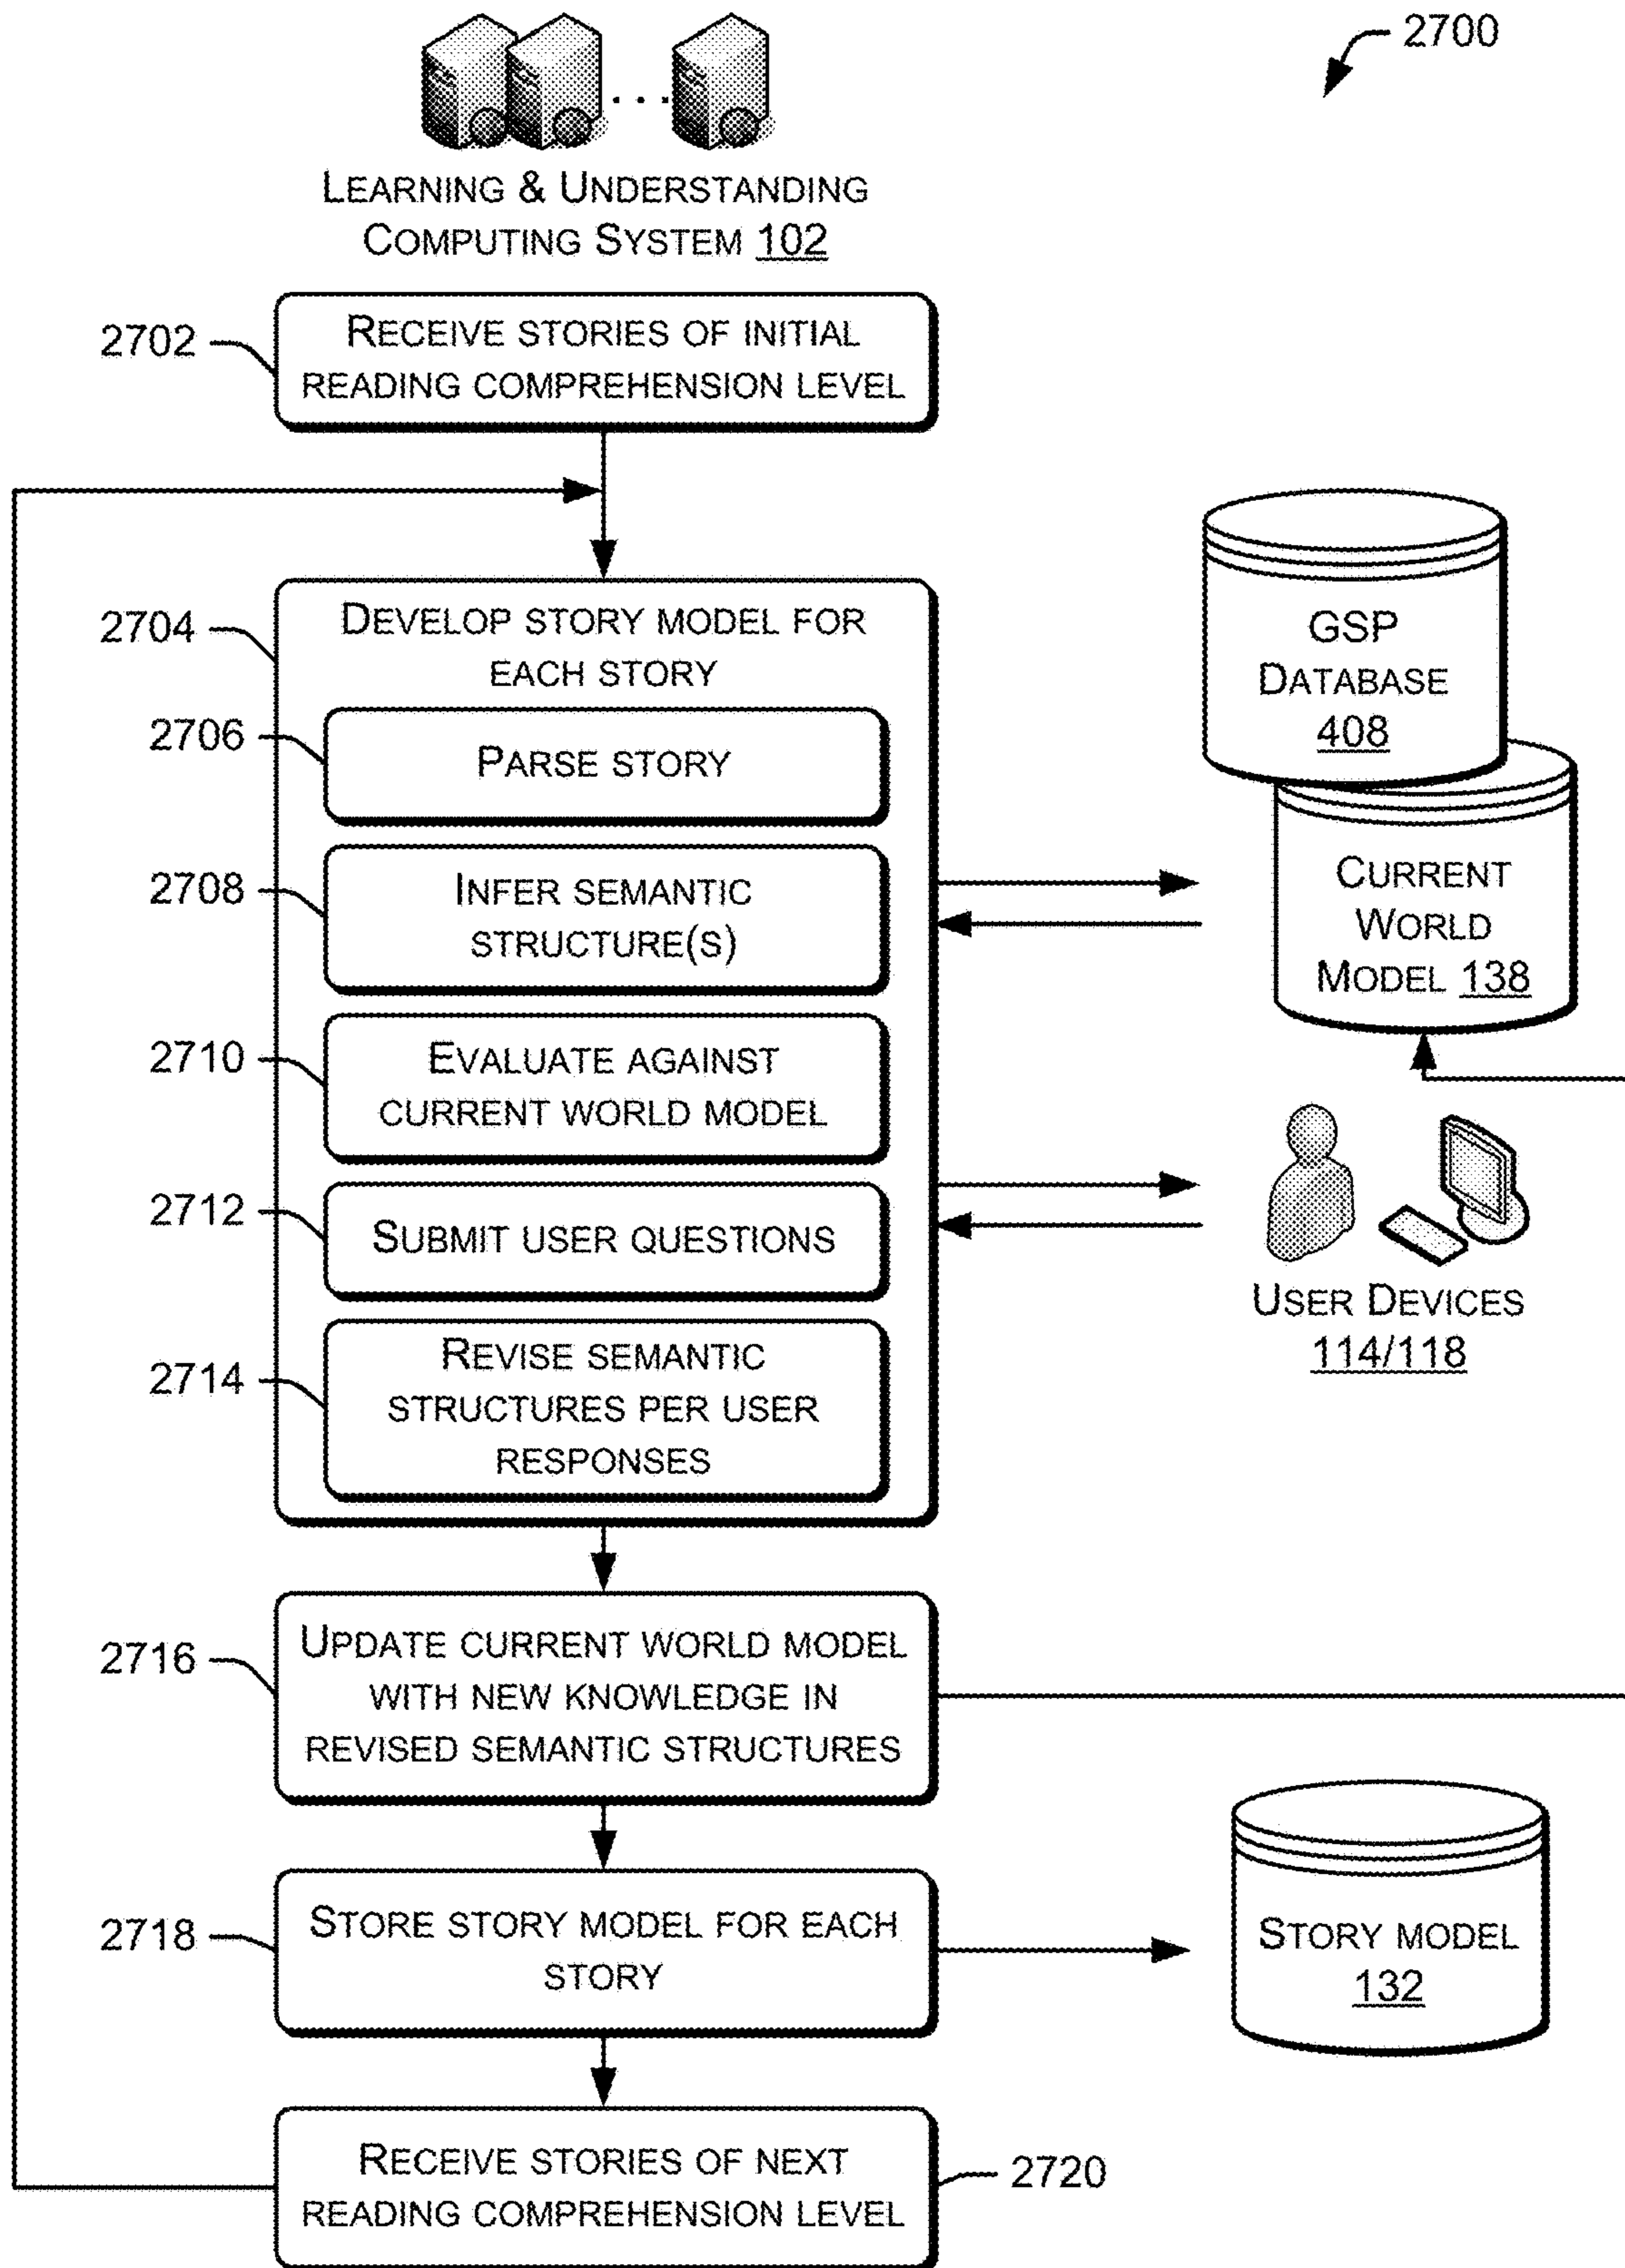 2700
LEARNING & UNDERSTANDING
COMPUTING SYSTEM 102
2702
RECEIVE STORIES OF INITIAL
READING COMPREHENSION LEVEL
2704
DEVELOP STORY MODEL FOR
EACH STORY
2706
PARSE STORY
2708
INFER SEMANTIC
STRUCTURE(S)
2710
EVALUATE AGAINST
CURRENT WORLD MODEL
2712
SUBMIT USER QUESTIONS
2714
REVISE SEMANTIC
STRUCTURES PER USER
RESPONSES
GSP
DATABASE
408
CURRENT
WORLD
MODEL 138
USER DEVICES
114/118
2716
UPDATE CURRENT WORLD MODEL
WITH NEW KNOWLEDGE IN
REVISED SEMANTIC STRUCTURES
2718
STORE STORY MODEL FOR EACH
STORY
STORY MODEL
132
RECEIVE STORIES OF NEXT
READING COMPREHENSION LEVEL
2720